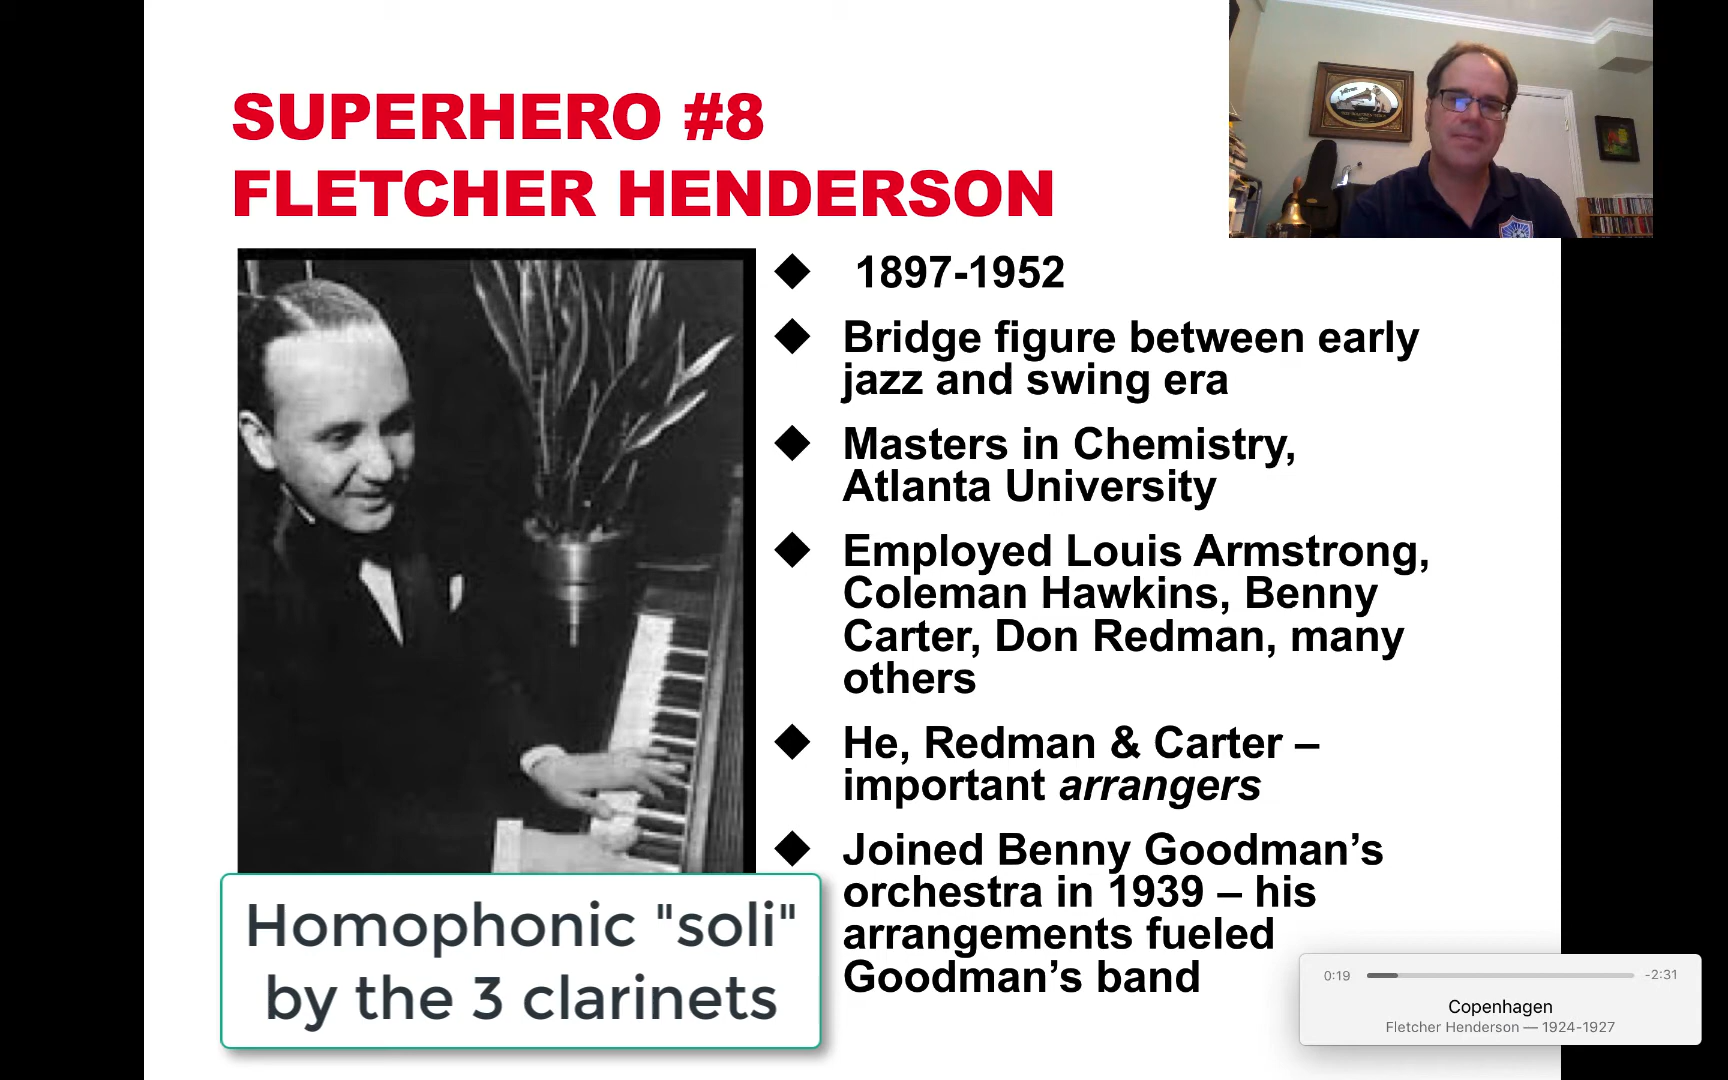 SUPERHERO #8
FLETCHER HENDERSON
◆ 1897-1952
◆ Bridge figure between early
jazz and swing era
◆ Masters in Chemistry,
Atlanta University
◆ Employed Louis Armstrong,
Coleman Hawkins, Benny
Carter, Don Redman, many
others
◆ He, Redman & Carter –
important arrangers
◆ Joined Benny Goodman’s
orchestra in 1939 – his
arrangements fueled
Goodman’s band
Homophonic "soli"
by the 3 clarinets
0:19 -2:31
Copenhagen
Fletcher Henderson — 1924-1927